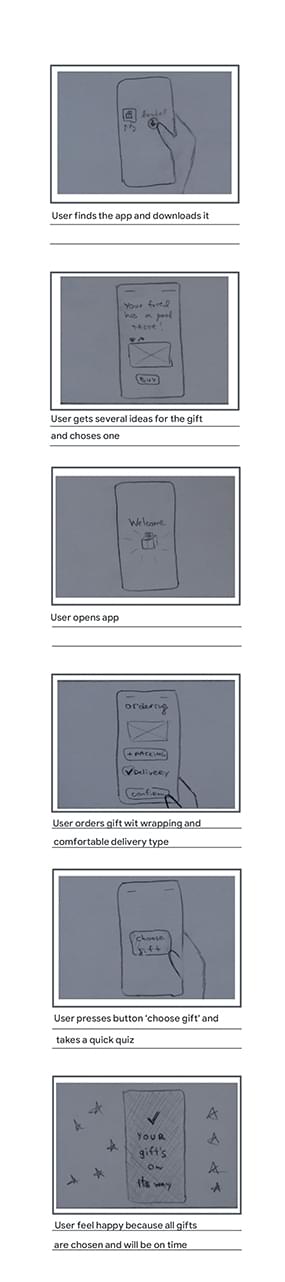 User finds the app and downloads it
Your friend
has a good
taste!
BUY
User gets several ideas for the gift
and choses one
Welcome
User opens app
ordering
+ PACKING
Delivery
confirm
User orders gift wit wrapping and
comfortable delivery type
choose
gift
User presses button 'choose gift' and
takes a quick quiz
YOUR
gift's
on
its way
User feel happy because all gifts
are chosen and will be on time